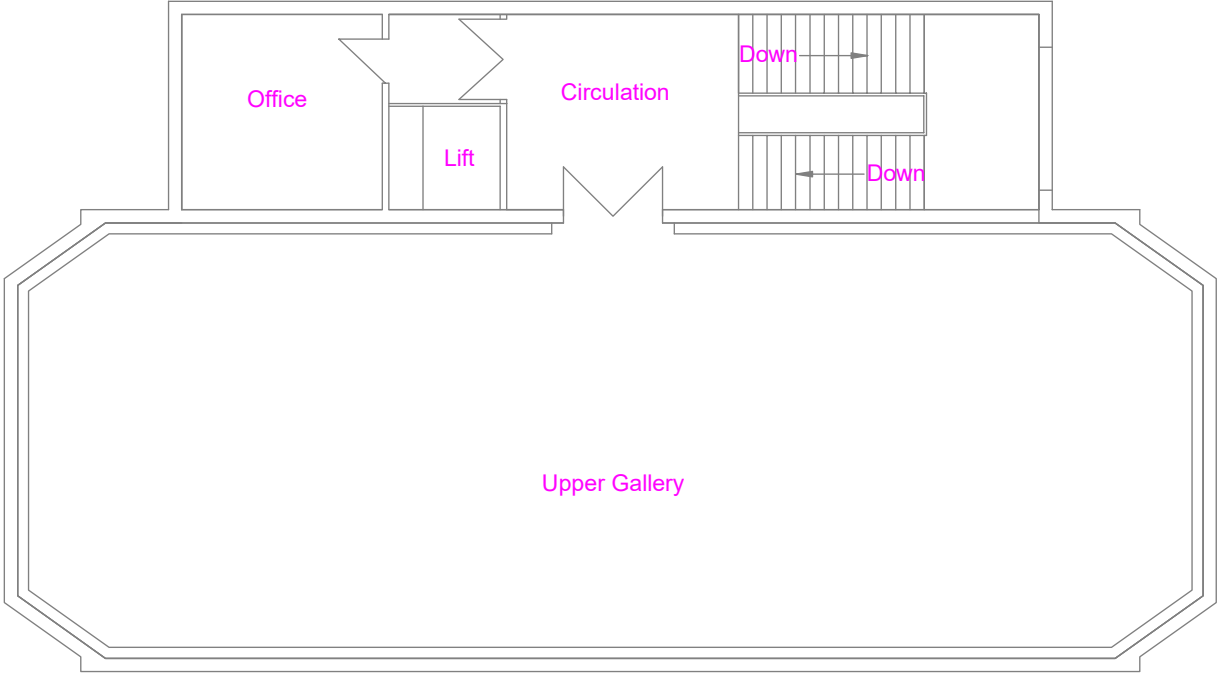 Down
Circulation
Office
Lift
Down
Upper Gallery